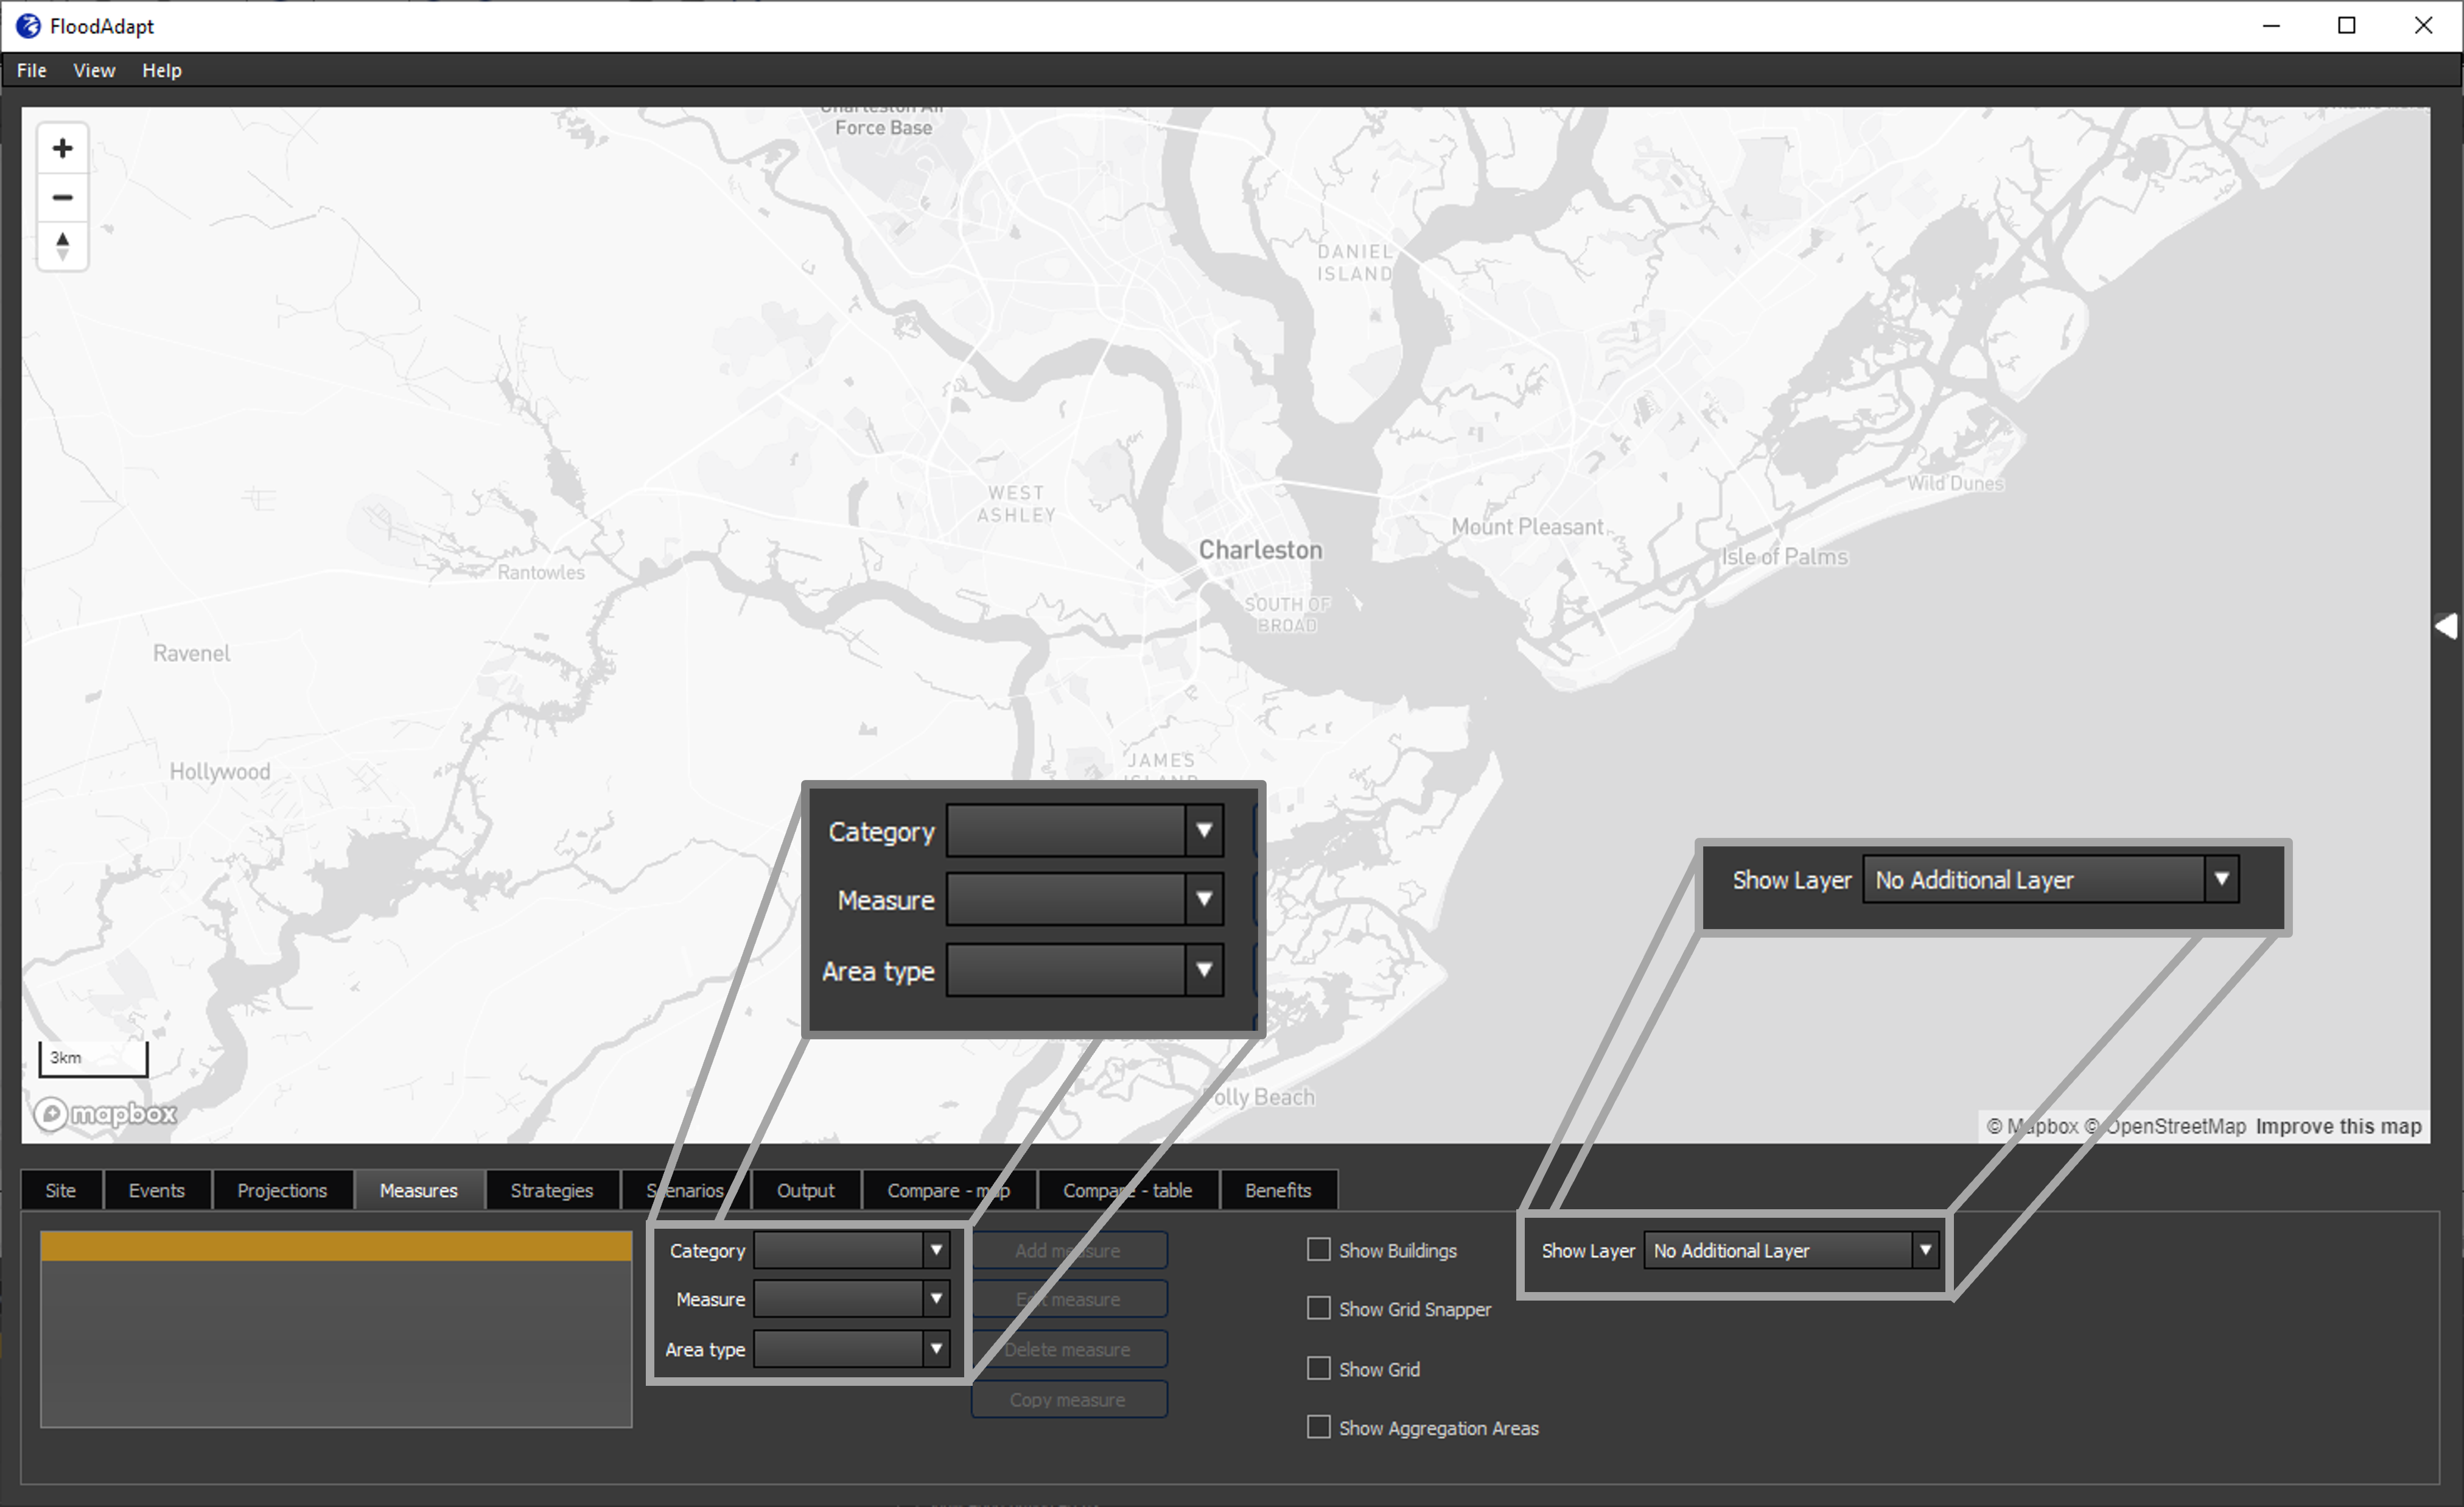 FloodAdapt
File View Help
Force Base
DANIEL
ISLAND
WEST
ASHLEY
Charleston
Mount Pleasant
Wild Dunes
Isle of Palms
SOUTH OF
BROAD
Rantowles
Ravenel
Hollywood
JAMES
Category
Measure
Area type
Show Layer No Additional Layer
3km
mapbox
Beach
© Mapbox © OpenStreetMap Improve this map
Site Events Projections Measures Strategies Scenarios Output Compare - map Compare - table Benefits
Category
Measure
Area type
Add measure
Edit measure
Delete measure
Copy measure
Show Buildings
Show Grid Snapper
Show Grid
Show Aggregation Areas
Show Layer No Additional Layer